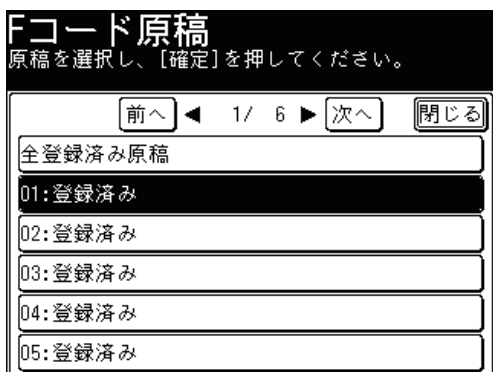 Fコード原稿
原稿を選択し、[確定]を押してください。
前へ ◀ 1/ 6 ▶ 次へ 閉じる
全登録済み原稿
01:登録済み
02:登録済み
03:登録済み
04:登録済み
05:登録済み